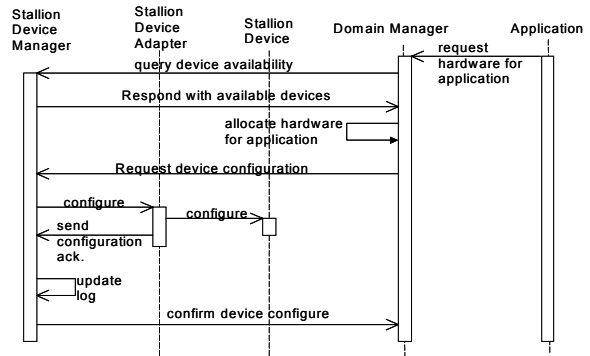 Stallion
Device
Manager
Stallion
Device
Adapter
Stallion
Device
Domain Manager
Application
request
hardware for
application
query device availability
Respond with available devices
allocate hardware
for application
Request device configuration
configure
configure
send
configuration
ack.
update
log
confirm device configure